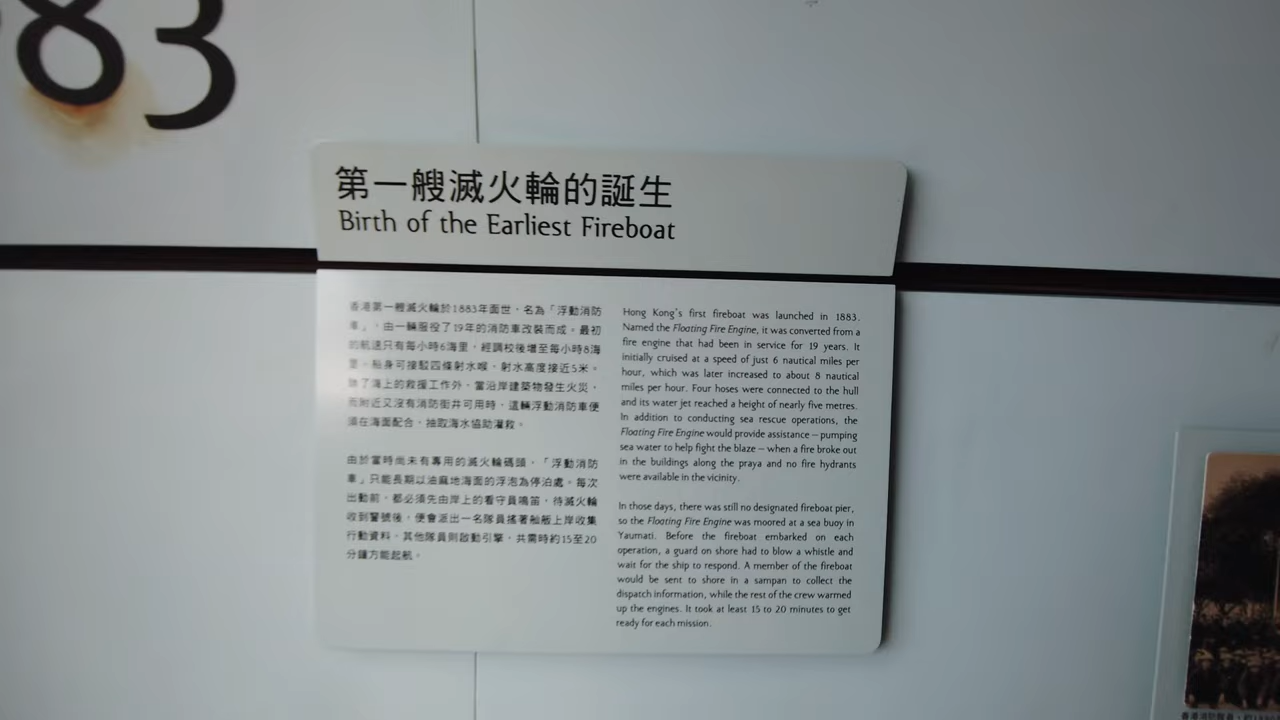 83
第一艘滅火輪的誕生
Birth of the Earliest Fireboat
香港第一艘滅火輪於1883年面世，名為「浮動消防
車」，由一輛服役了19年的消防車改裝而成。最初
的航速只有每小時6海里，經調校後增至每小時8海
里。船身可接駁四條射水喉，射水高度接近5米。
除了海上的救援工作外，當沿岸建築物發生火災，
而附近又沒有消防街井可用時，這輛浮動消防車便
須在海面配合，抽取海水協助灌救。
由於當時尚未有專用的滅火輪碼頭，「浮動消防
車」只能長期以油麻地海面的浮泡為停泊處。每次
出動前，都必須先由岸上的看守員鳴笛，待滅火輪
收到警號後，便會派出一名隊員搖著舢舨上岸收集
行動資料，其他隊員則啟動引擎，共需時約15至20
分鐘方能起航。
Hong Kong's first fireboat was launched in 1883.
Named the Floating Fire Engine, it was converted from a
fire engine that had been in service for 19 years. It
initially cruised at a speed of just 6 nautical miles per
hour, which was later increased to about 8 nautical
miles per hour. Four hoses were connected to the hull
and its water jet reached a height of nearly five metres.
In addition to conducting sea rescue operations, the
Floating Fire Engine would provide assistance – pumping
sea water to help fight the blaze – when a fire broke out
in the buildings along the praya and no fire hydrants
were available in the vicinity.
In those days, there was still no designated fireboat pier,
so the Floating Fire Engine was moored at a sea buoy in
Yaumati. Before the fireboat embarked on each
operation, a guard on shore had to blow a whistle and
wait for the ship to respond. A member of the fireboat
would be sent to shore in a sampan to collect the
dispatch information, while the rest of the crew warmed
up the engines. It took at least 15 to 20 minutes to get
ready for each mission.